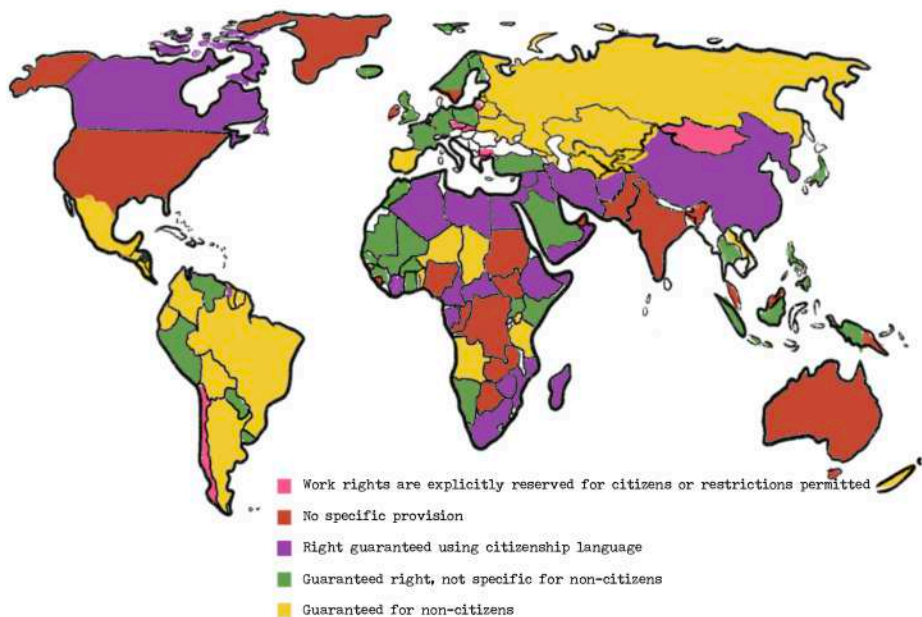 Work rights are explicitly reserved for citizens or restrictions permitted
No specific provision
Right guaranteed using citizenship language
Guaranteed right, not specific for non-citizens
Guaranteed for non-citizens